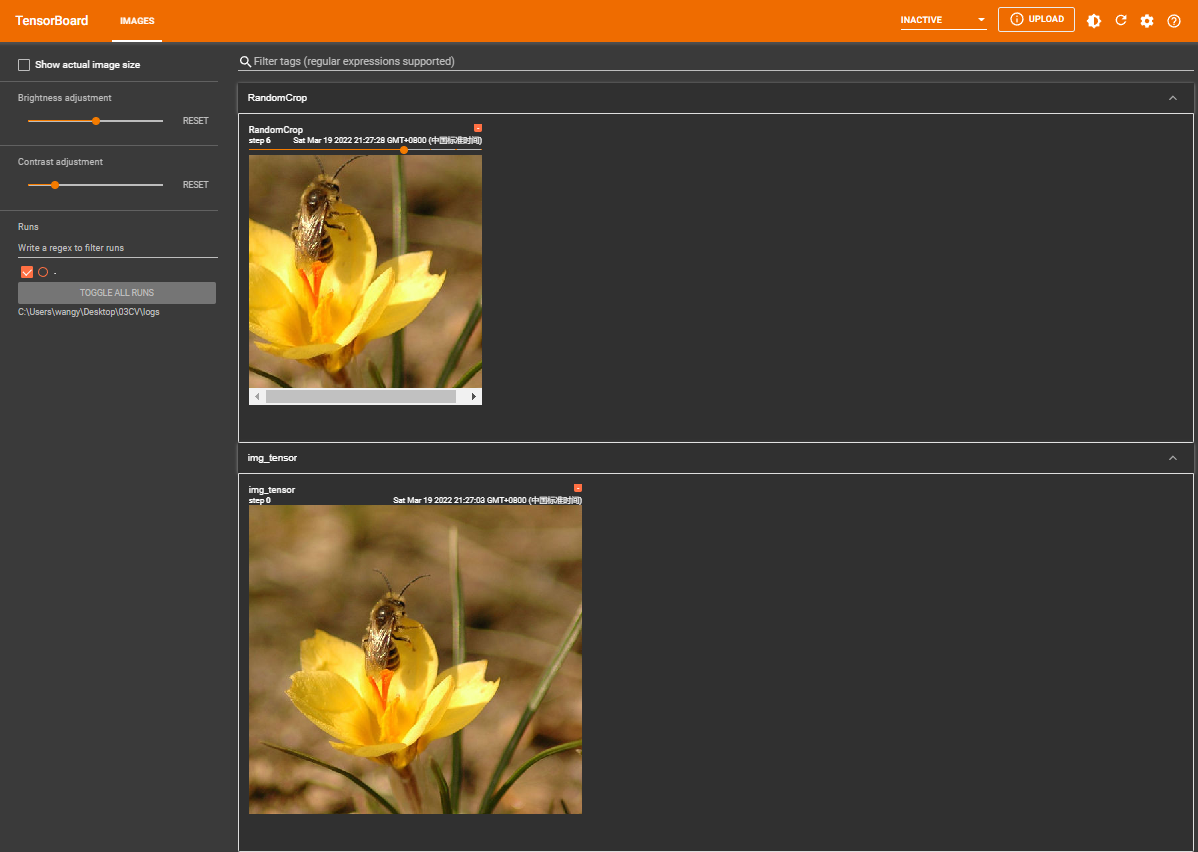 TensorBoard
IMAGES
INACTIVE
UPLOAD
Show actual image size
Brightness adjustment
RESET
Contrast adjustment
RESET
Runs
Write a regex to filter runs
.
TOGGLE ALL RUNS
C:\Users\wangy\Desktop\03CV\logs
Filter tags (regular expressions supported)
RandomCrop
RandomCrop
step 6 Sat Mar 19 2022 21:27:28 GMT+0800 (中国标准时间)
img_tensor
img_tensor
step 0 Sat Mar 19 2022 21:27:03 GMT+0800 (中国标准时间)